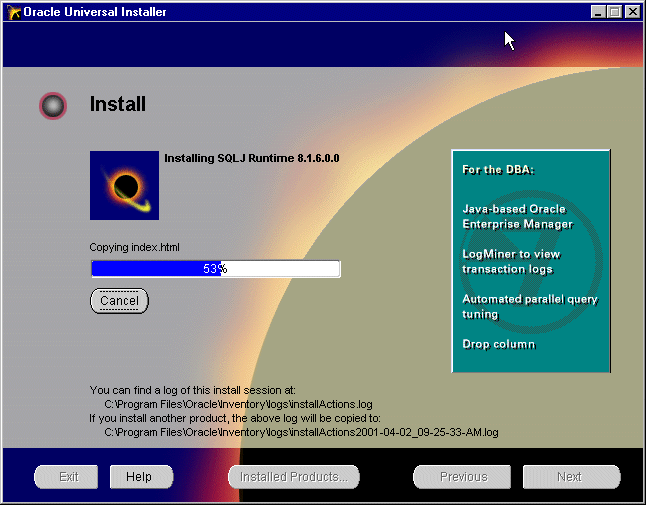 Oracle Universal Installer
Install
Installing SQLJ Runtime 8.1.6.0.0
Copying index.html
53%
Cancel
For the DBA:
Java-based Oracle
Enterprise Manager
LogMiner to view
transaction logs
Automated parallel query
tuning
Drop column
You can find a log of this install session at:
C:\Program Files\Oracle\Inventory\logs\installActions.log
If you install another product, the above log will be copied to:
C:\Program Files\Oracle\Inventory\logs\installActions2001-04-02_09-25-33-AM.log
Exit
Help
Installed Products...
Previous
Next